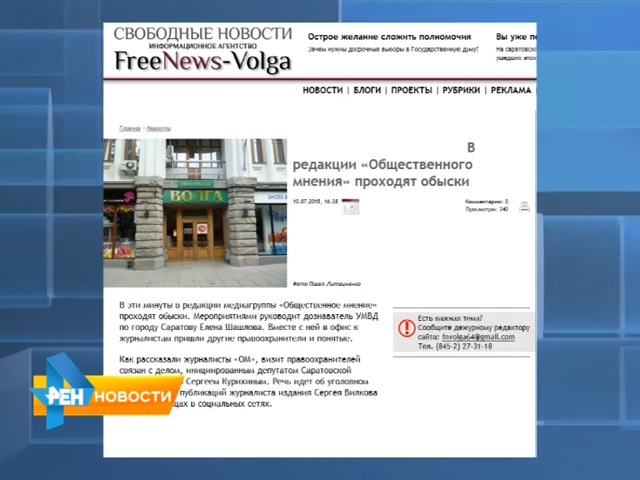 СВОБОДНЫЕ НОВОСТИ
ИНФОРМАЦИОННОЕ АГЕНТСТВО
FreeNews-Volga
Острое желание сложить полномочия
Зачем нужны досрочные выборы в Государственную думу?
Вы уже
На саратовско
ушедших эпох
НОВОСТИ | БЛОГИ | ПРОЕКТЫ | РУБРИКИ | РЕКЛАМА
Главная › Новости
ВОЛГА
В
редакции «Общественного
мнения» проходят обыски
10.07.2015, 16:38
Комментарии: 0
Просмотры: 240
Фото Павел Литвиненко
В эти минуты в редакции медиагруппы «Общественное мнение»
проходят обыски. Мероприятиями руководит дознаватель УМВД
по городу Саратову Елена Шашлова. Вместе с ней в офис к
журналистам пришли другие правоохранители и понятые.
Есть важная тема?
Сообщите дежурному редактору
сайта: fnvolga64@gmail.com
Тел. (845-2) 27-31-18
Как рассказали журналисты «ОМ», визит правоохранителей
связан с делом, инициированным депутатом Саратовской
Сергеем Курихиным. Речь идет об уголовном
публикаций журналиста издания Сергея Вилкова
в социальных сетях.
РЕН НОВОСТИ